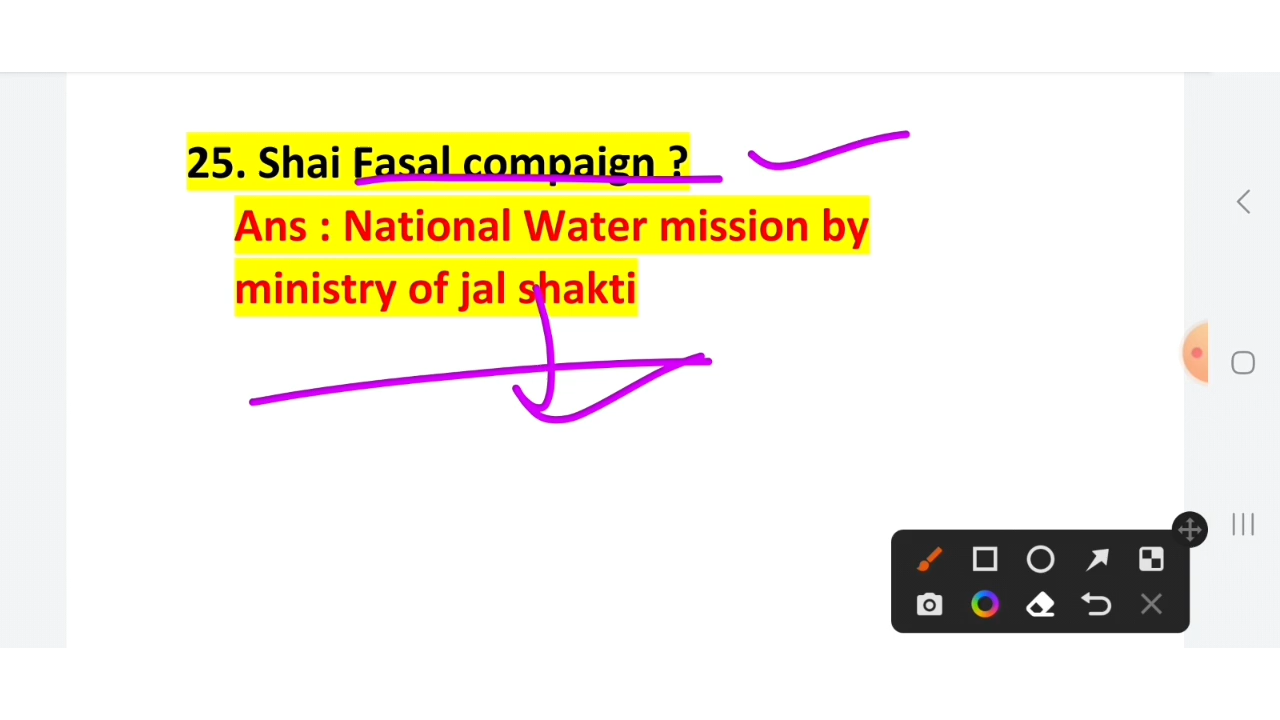 25. Shai Fasal compaign ?
Ans : National Water mission by
ministry of jal shakti